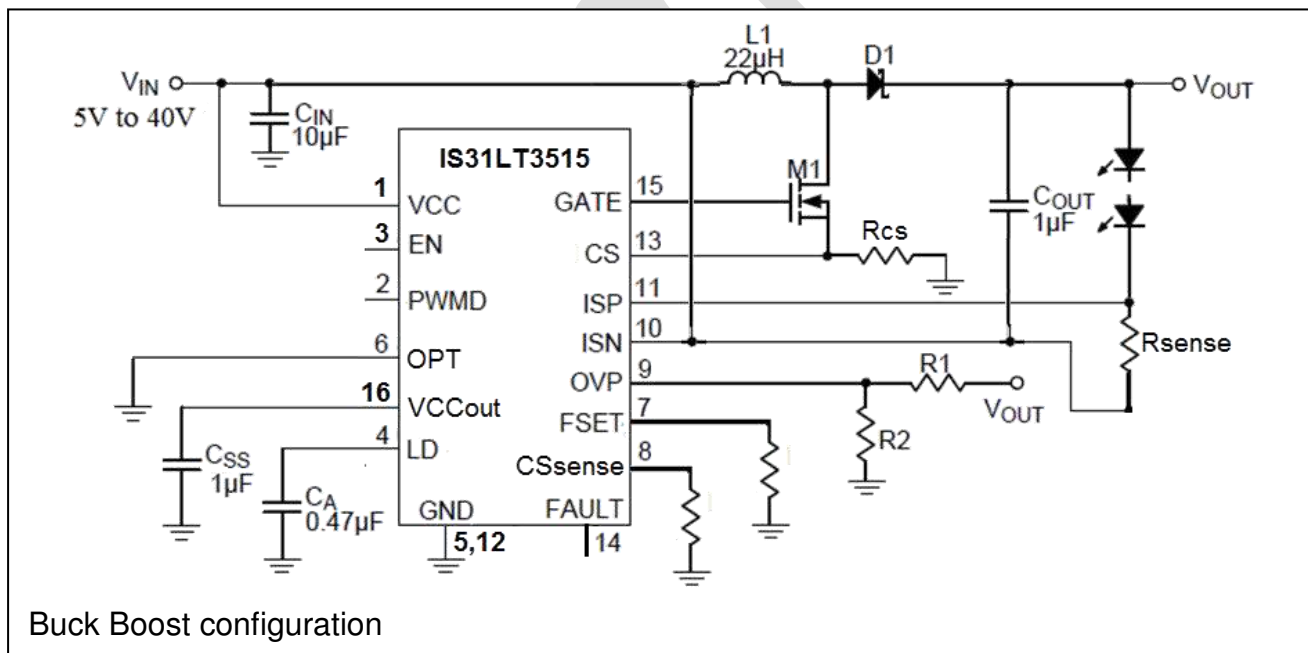 L1
22µH
D1
VIN
5V to 40V
CIN
10µF
VOUT
IS31LT3515
M1
1
VCC
GATE
15
COUT
1µF
3
EN
CS
13
Rcs
2
PWMD
ISP
11
ISN
10
Rsense
6
OPT
OVP
9
R1
VOUT
16
VCCout
FSET
7
R2
4
LD
CSsense
8
CSS
1µF
CA
0.47µF
GND
FAULT
5,12
14
Buck Boost configuration